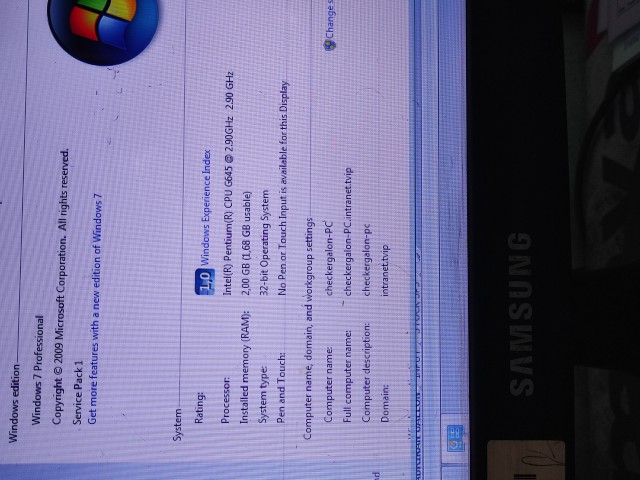 Windows edition
Windows 7 Professional
Copyright © 2009 Microsoft Corporation. All rights reserved.
Service Pack 1
Get more features with a new edition of Windows 7
System
Rating: 1,0 Windows Experience Index
Processor: Intel(R) Pentium(R) CPU G645 @ 2.90GHz 2.90 GHz
Installed memory (RAM): 2,00 GB (1,68 GB usable)
System type: 32-bit Operating System
Pen and Touch: No Pen or Touch Input is available for this Display
Computer name, domain, and workgroup settings
Computer name: checkergalon-PC Change s
Full computer name: checkergalon-PC.intranet.tvip
Computer description: checkergalon-pc
Domain: intranet.tvip
SAMSUNG